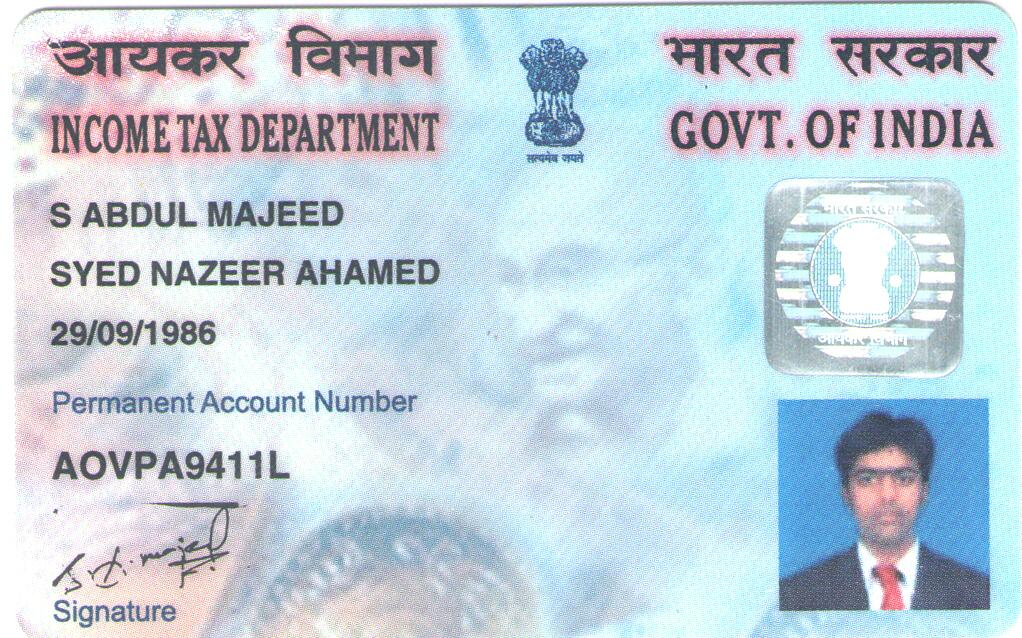 आयकर विभाग
INCOME TAX DEPARTMENT
सत्यमेव जयते
भारत सरकार
GOVT. OF INDIA
S ABDUL MAJEED
SYED NAZEER AHAMED
29/09/1986
Permanent Account Number
AOVPA9411L
S. A. majeed
Signature
भारत सरकार
आयकर विभाग